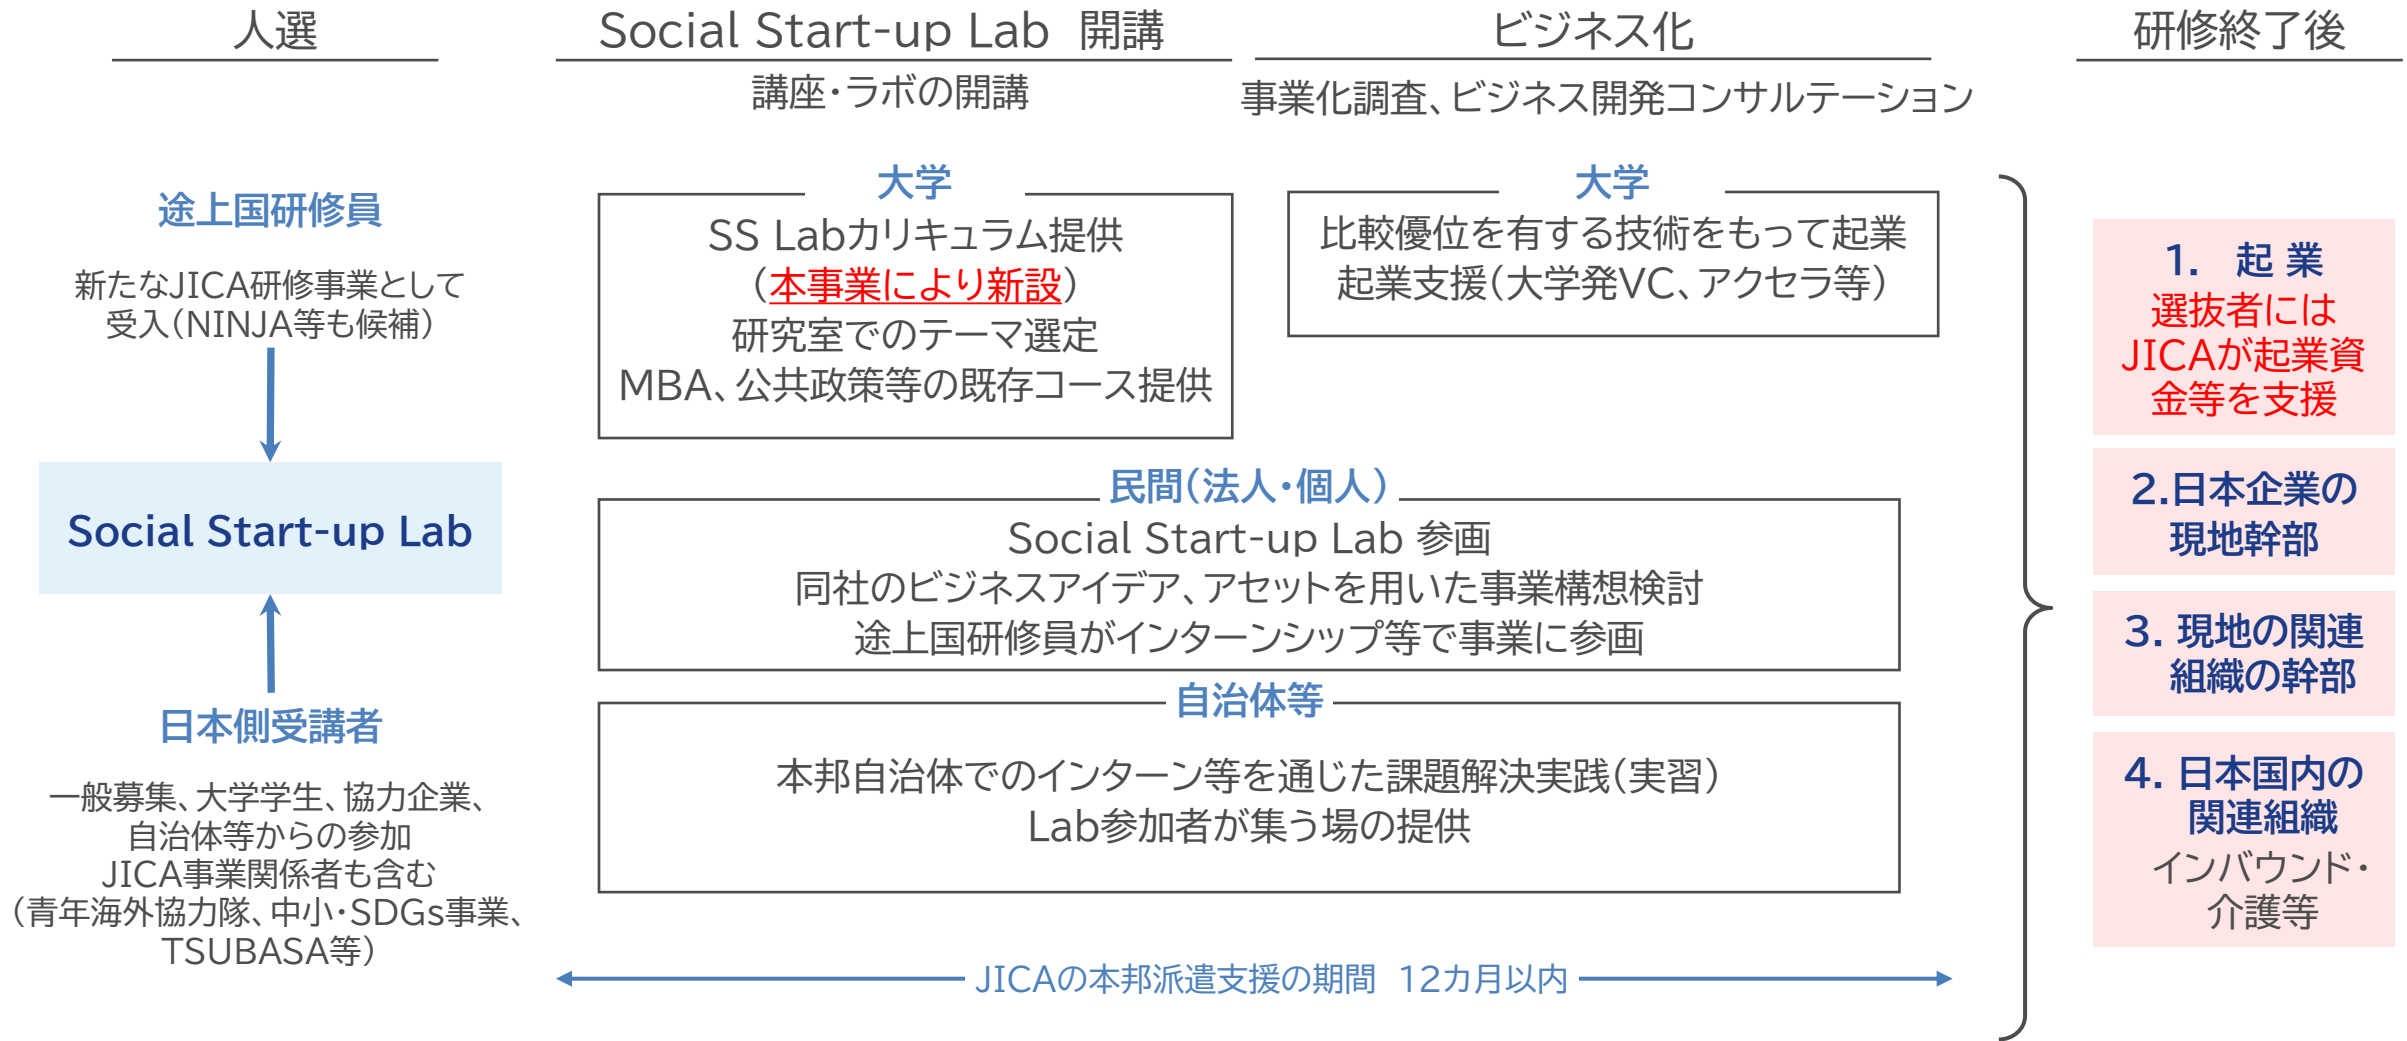 人選
Social Start-up Lab 開講
ビジネス化
研修終了後
講座・ラボの開講
事業化調査、ビジネス開発コンサルテーション
途上国研修員
新たなJICA研修事業として
受入（NINJA等も候補）
Social Start-up Lab
日本側受講者
一般募集、大学学生、協力企業、
自治体等からの参加
JICA事業関係者も含む
（青年海外協力隊、中小・SDGs事業、
TSUBASA等）
大学
SS Labカリキュラム提供
（本事業により新設）
研究室でのテーマ選定
MBA、公共政策等の既存コース提供
大学
比較優位を有する技術をもって起業
起業支援（大学発VC、アクセラ等）
民間（法人・個人）
Social Start-up Lab 参画
同社のビジネスアイデア、アセットを用いた事業構想検討
途上国研修員がインターンシップ等で事業に参画
自治体等
本邦自治体でのインターン等を通じた課題解決実践（実習）
Lab参加者が集う場の提供
JICAの本邦派遣支援の期間 12カ月以内
1. 起 業
選抜者には
JICAが起業資
金等を支援
2.日本企業の
現地幹部
3. 現地の関連
組織の幹部
4. 日本国内の
関連組織
インバウンド・
介護等